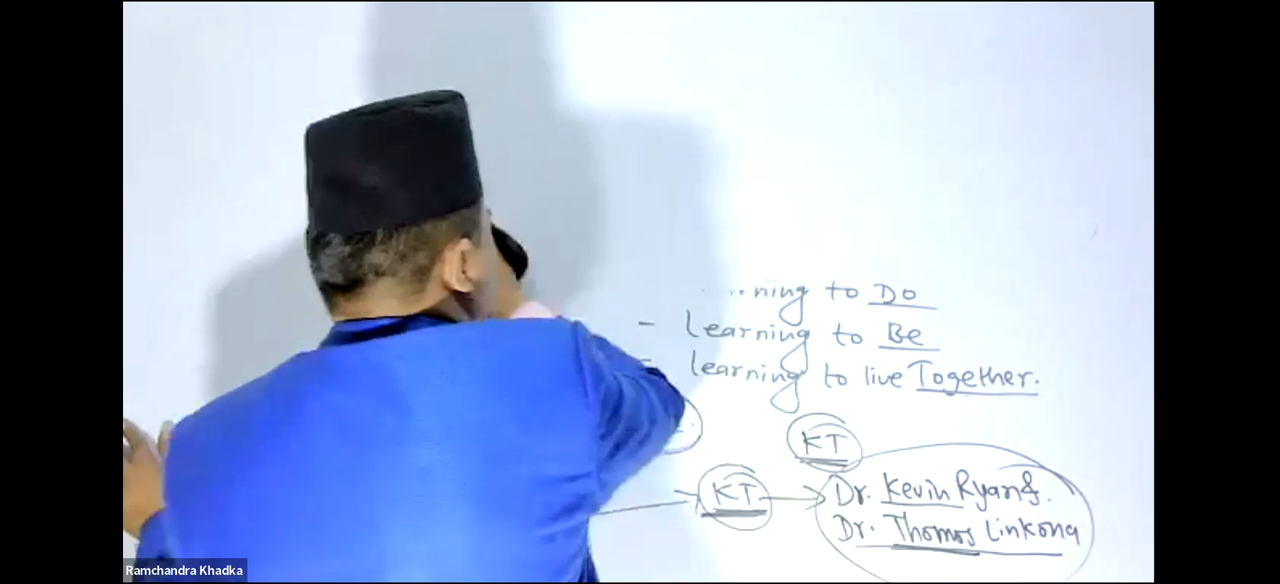 ning to Do
- Learning to Be
- Learning to live Together.
KT
KT → Dr. Kevin Ryan &.
Dr. Thomas Linkona
Ramchandra Khadka